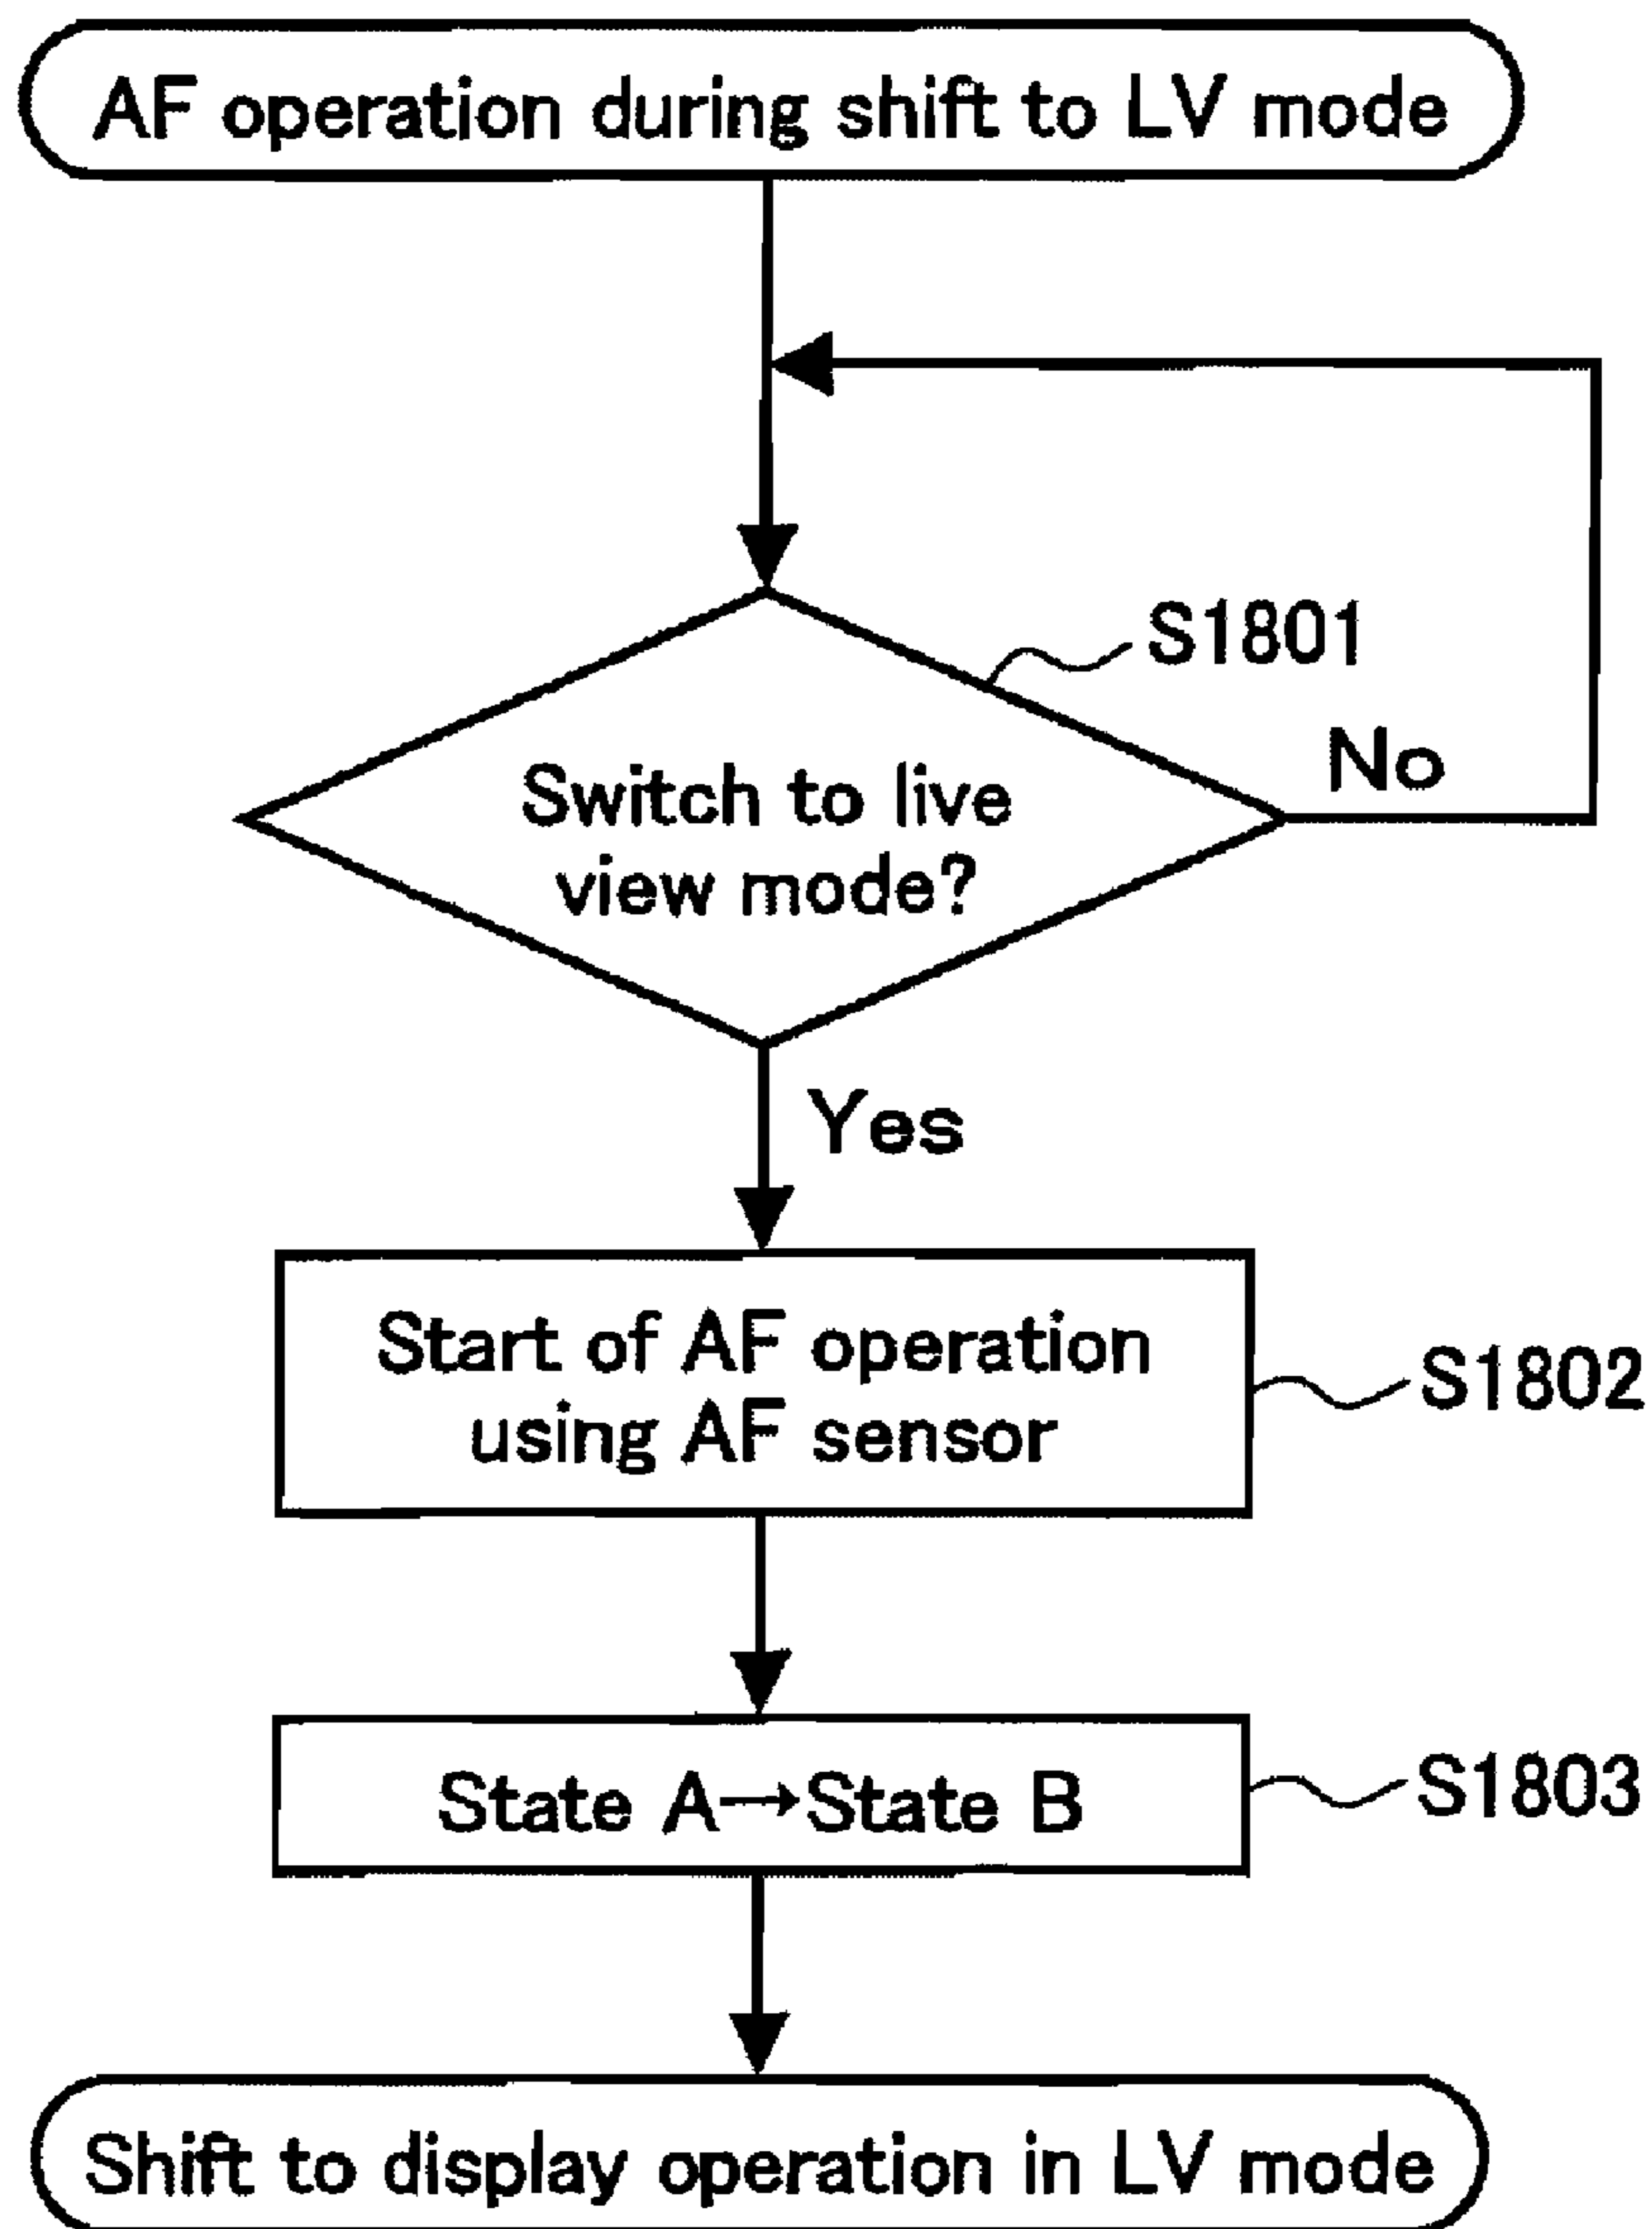 AF operation during shift to LV mode
S1801
No
Switch to live
view mode?
Yes
Start of AF operation
using AF sensor
S1802
State A→State B
S1803
Shift to display operation in LV mode